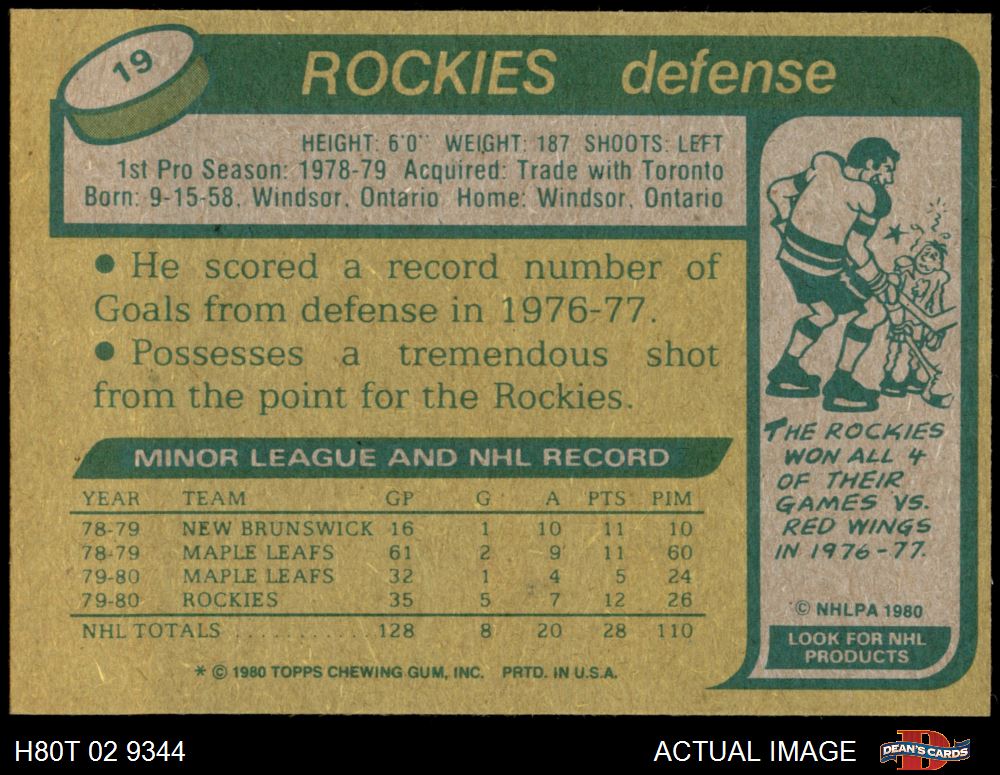 19
ROCKIES defense
HEIGHT: 6'0" WEIGHT: 187 SHOOTS: LEFT
1st Pro Season: 1978-79 Acquired: Trade with Toronto
Born: 9-15-58, Windsor, Ontario Home: Windsor, Ontario
● He scored a record number of
Goals from defense in 1976-77.
● Possesses a tremendous shot
from the point for the Rockies.
MINOR LEAGUE AND NHL RECORD
YEAR TEAM GP G A PTS PIM
78-79 NEW BRUNSWICK 16 1 10 11 10
78-79 MAPLE LEAFS 61 2 9 11 60
79-80 MAPLE LEAFS 32 1 4 5 24
79-80 ROCKIES 35 5 7 12 26
NHL TOTALS ............ 128 8 20 28 110
* © 1980 TOPPS CHEWING GUM, INC. PRTD. IN U.S.A.
THE ROCKIES
WON ALL 4
OF THEIR
GAMES VS.
RED WINGS
IN 1976-77.
© NHLPA 1980
LOOK FOR NHL
PRODUCTS
H80T 02 9344
ACTUAL IMAGE
DEAN'S CARDS